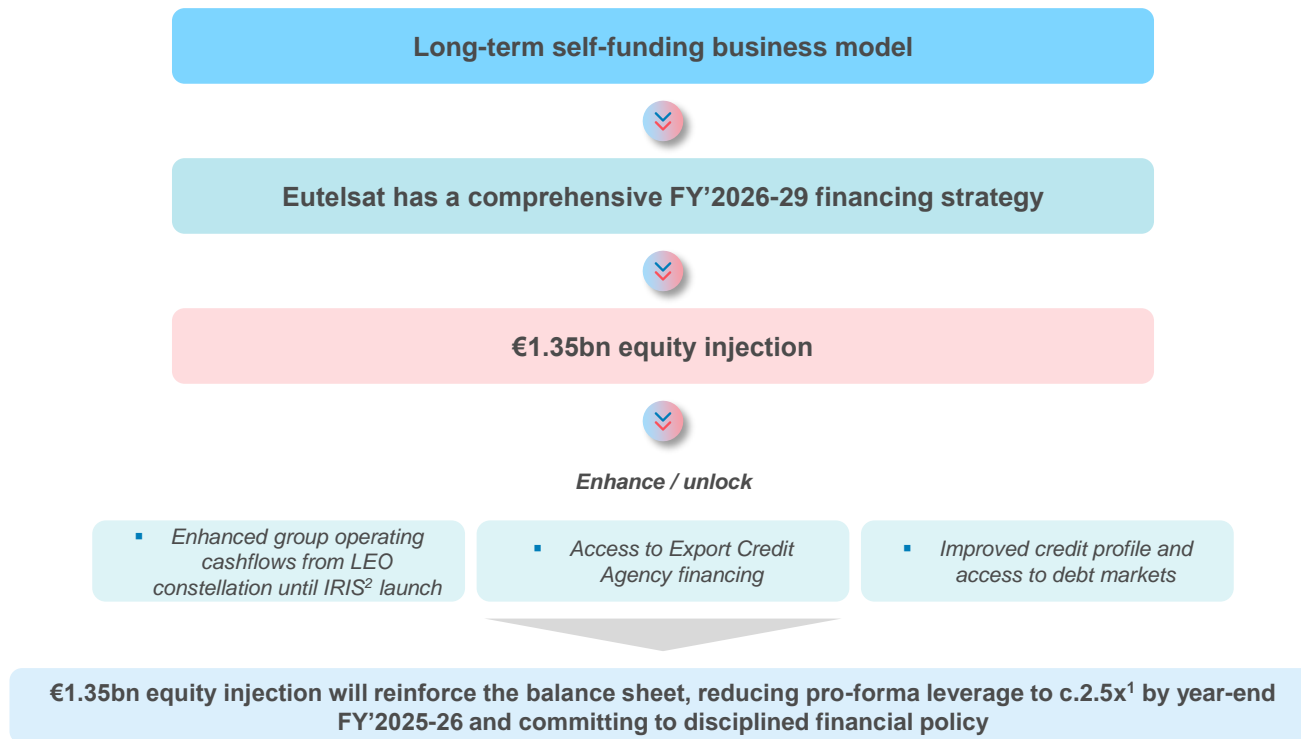 Long-term self-funding business model
Eutelsat has a comprehensive FY’2026-29 financing strategy
€1.35bn equity injection
Enhance / unlock
▪ Enhanced group operating
cashflows from LEO
constellation until IRIS² launch
▪ Access to Export Credit
Agency financing
▪ Improved credit profile and
access to debt markets
€1.35bn equity injection will reinforce the balance sheet, reducing pro-forma leverage to c.2.5x¹ by year-end
FY’2025-26 and committing to disciplined financial policy